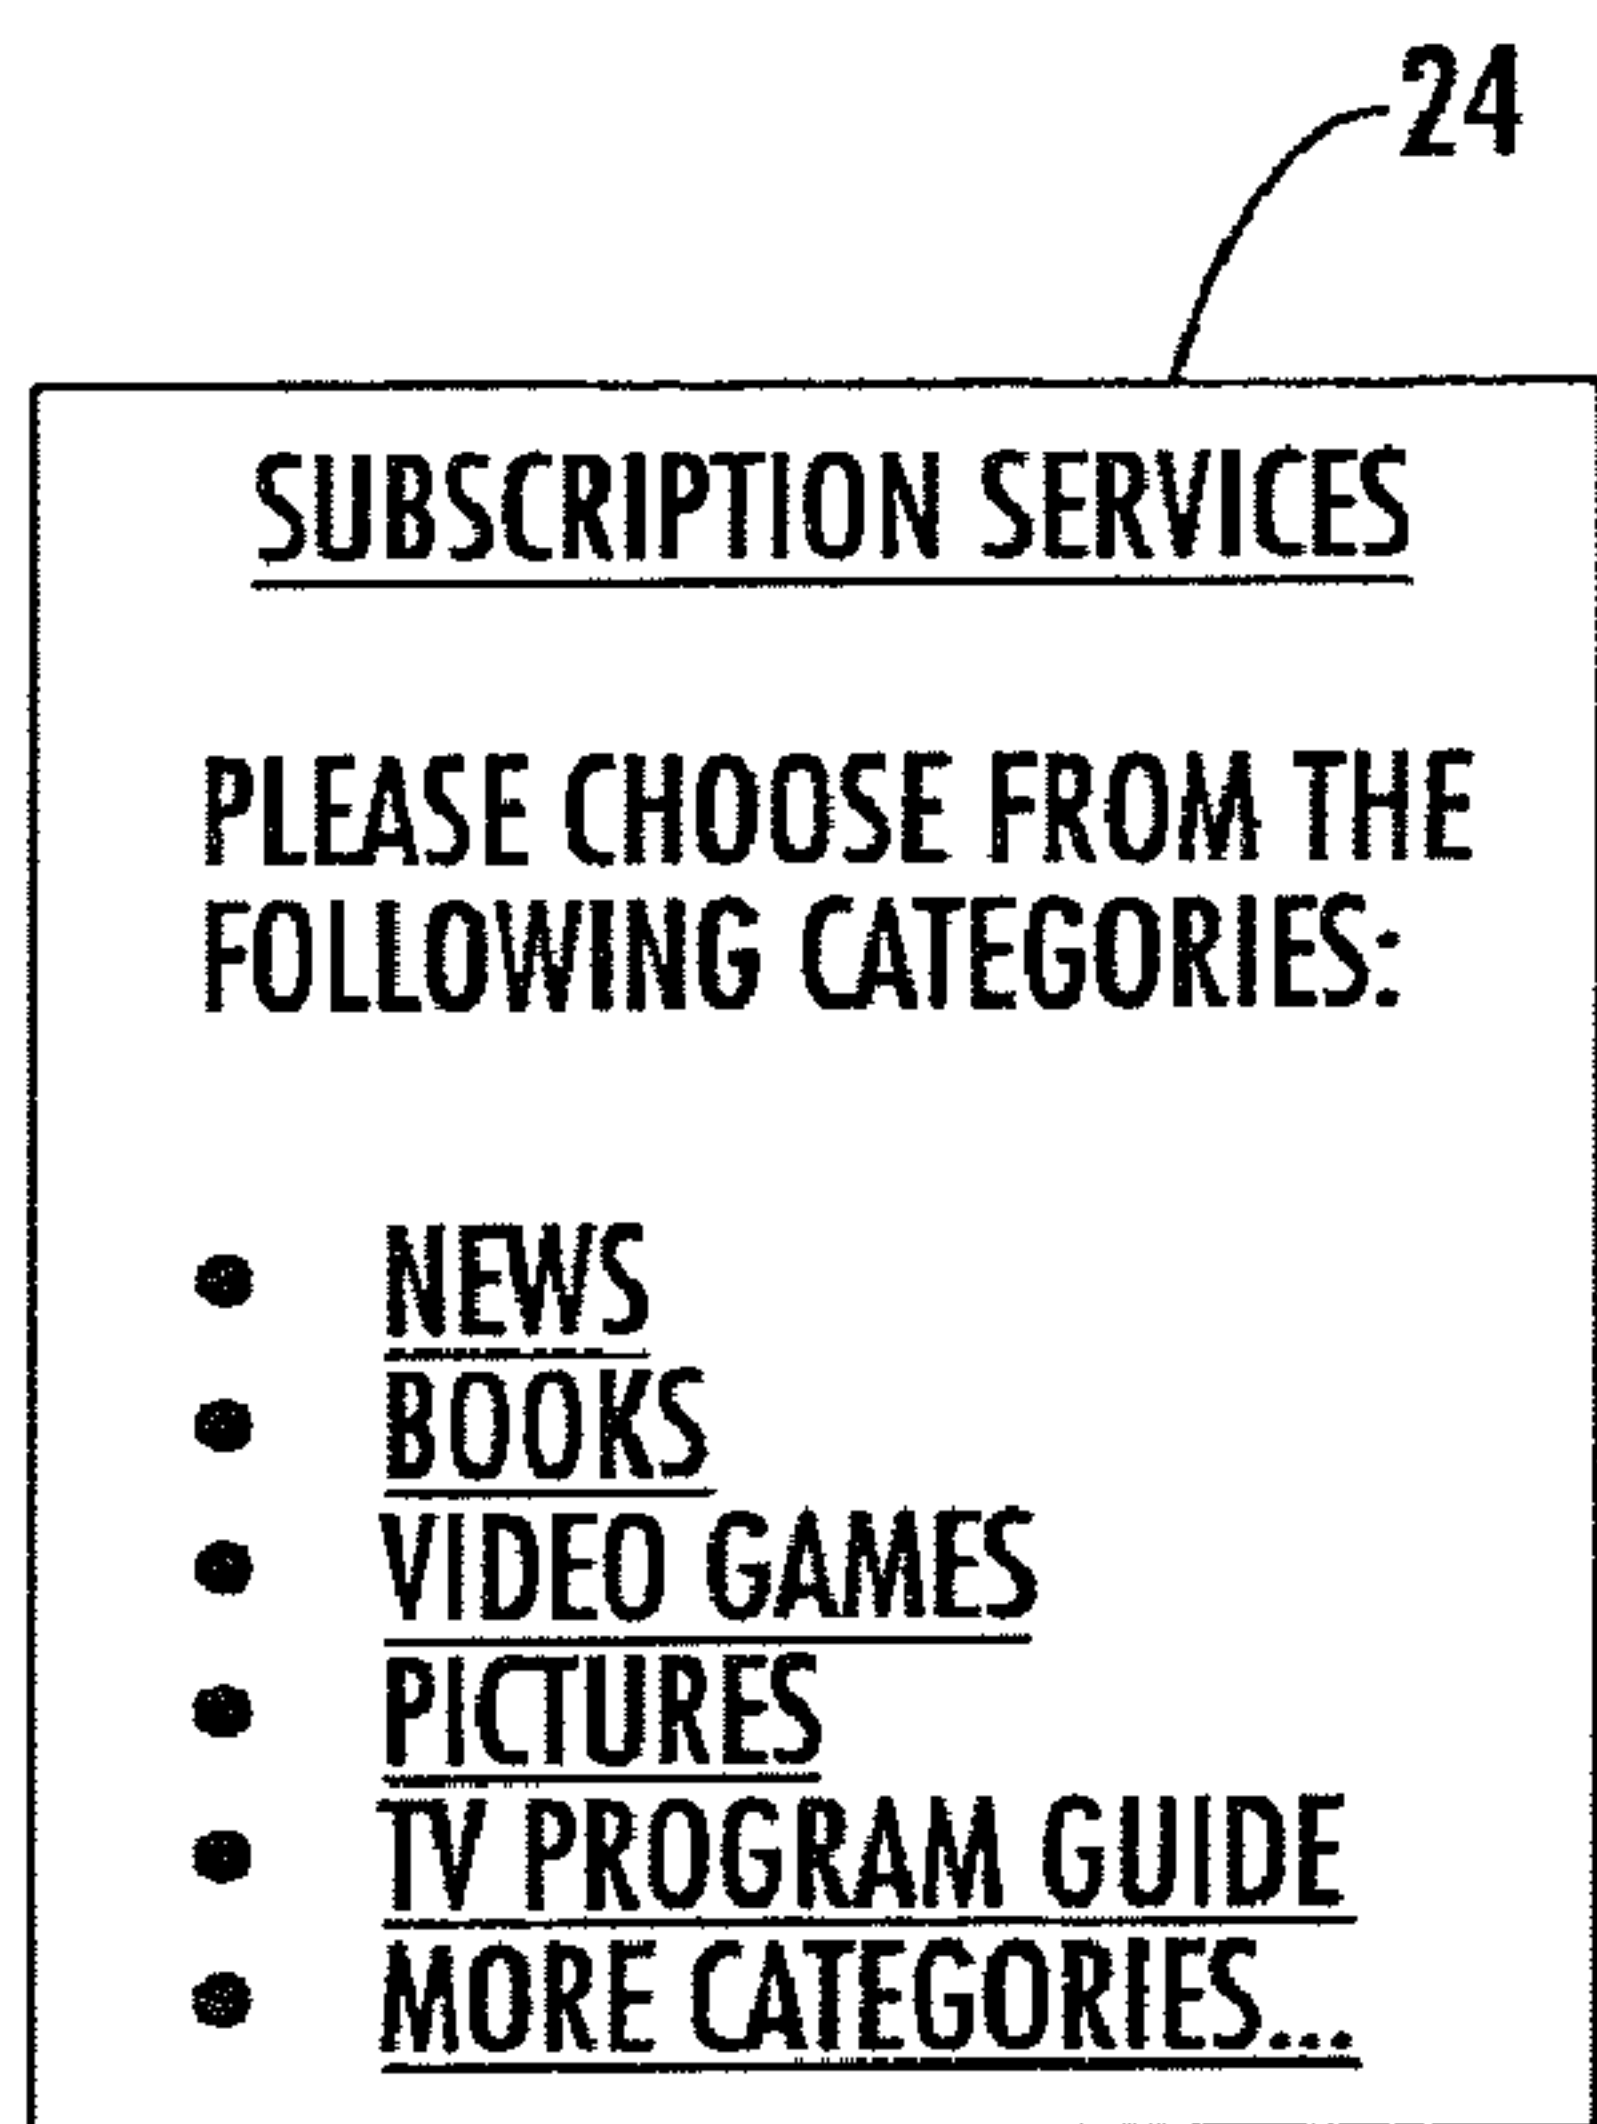 24
SUBSCRIPTION SERVICES
PLEASE CHOOSE FROM THE
FOLLOWING CATEGORIES:
• NEWS
• BOOKS
• VIDEO GAMES
• PICTURES
• TV PROGRAM GUIDE
• MORE CATEGORIES...